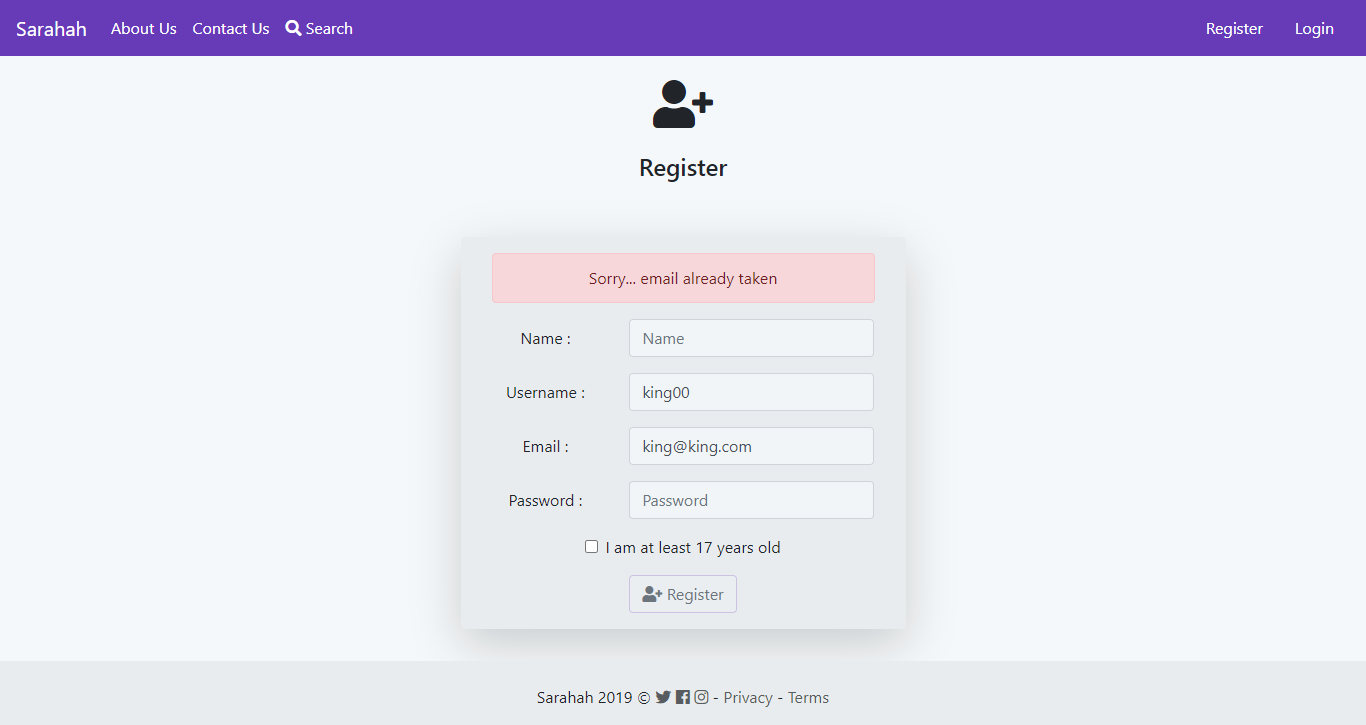 Sarahah About Us Contact Us Search Register Login
Register
Sorry... email already taken
Name : Name
Username : king00
Email : king@king.com
Password : Password
I am at least 17 years old
Register
Sarahah 2019 © - Privacy - Terms